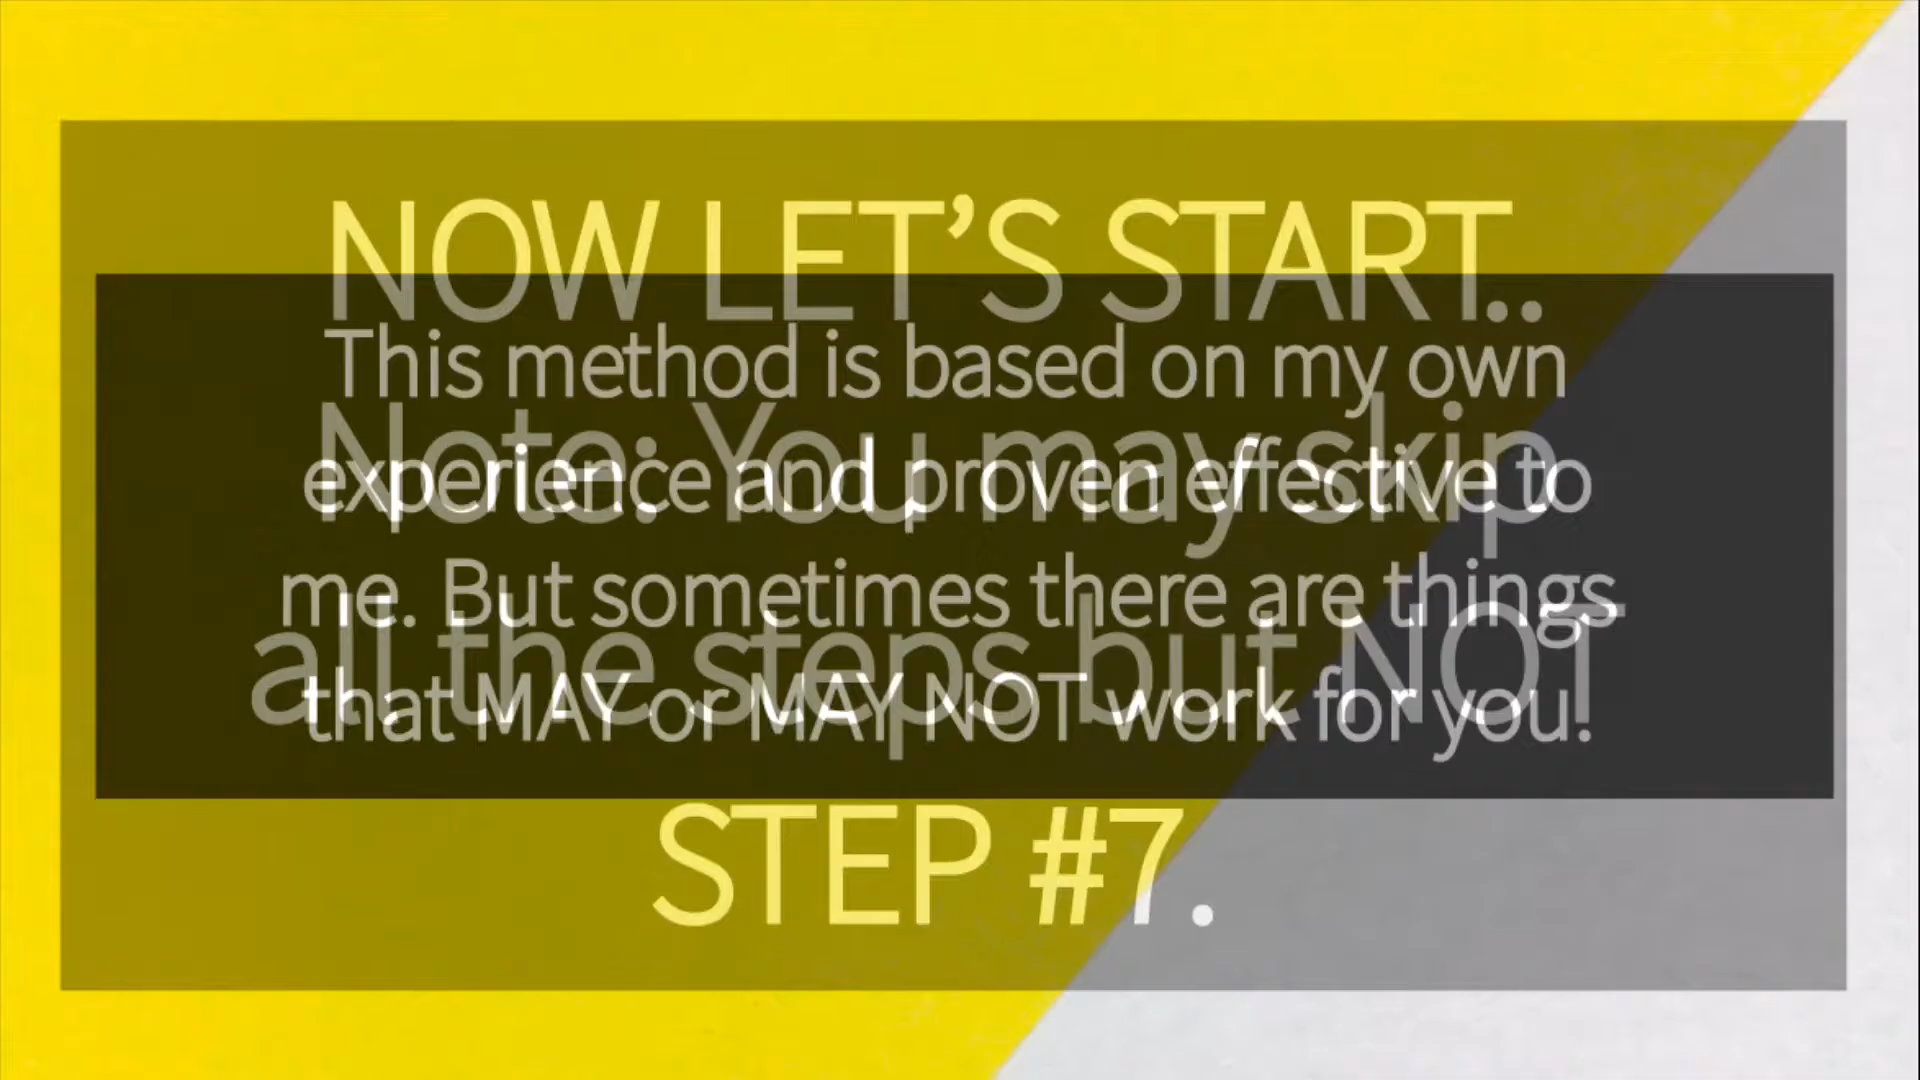 NOW LET’S START..
Note: You may skip
all the steps but NOT
STEP #7.
This method is based on my own
experience and proven effective to
me. But sometimes there are things
that MAY or MAY NOT work for you!